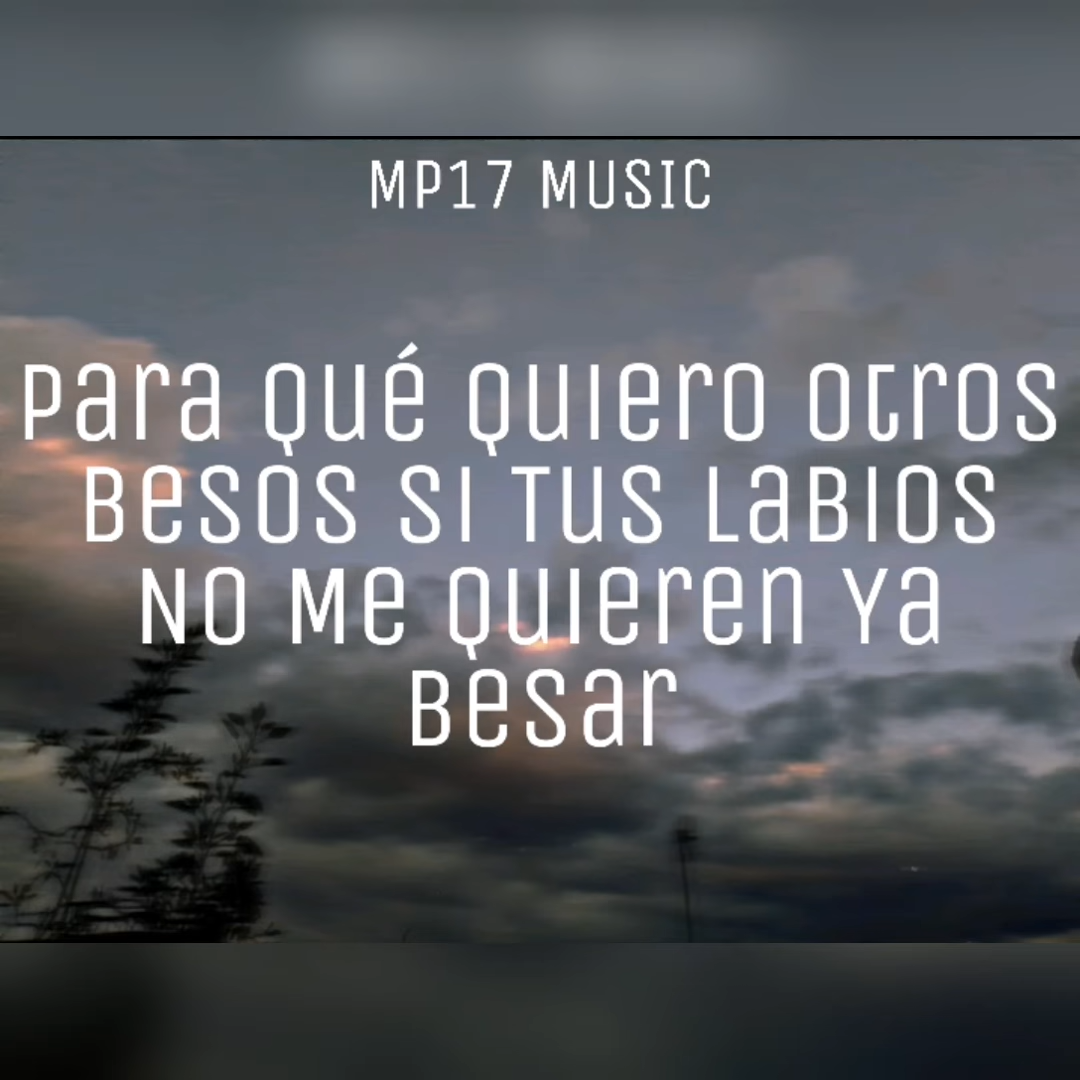 MP17 MUSIC
Para qué quiero otros
besos si tus labios
no me quieren ya
besar